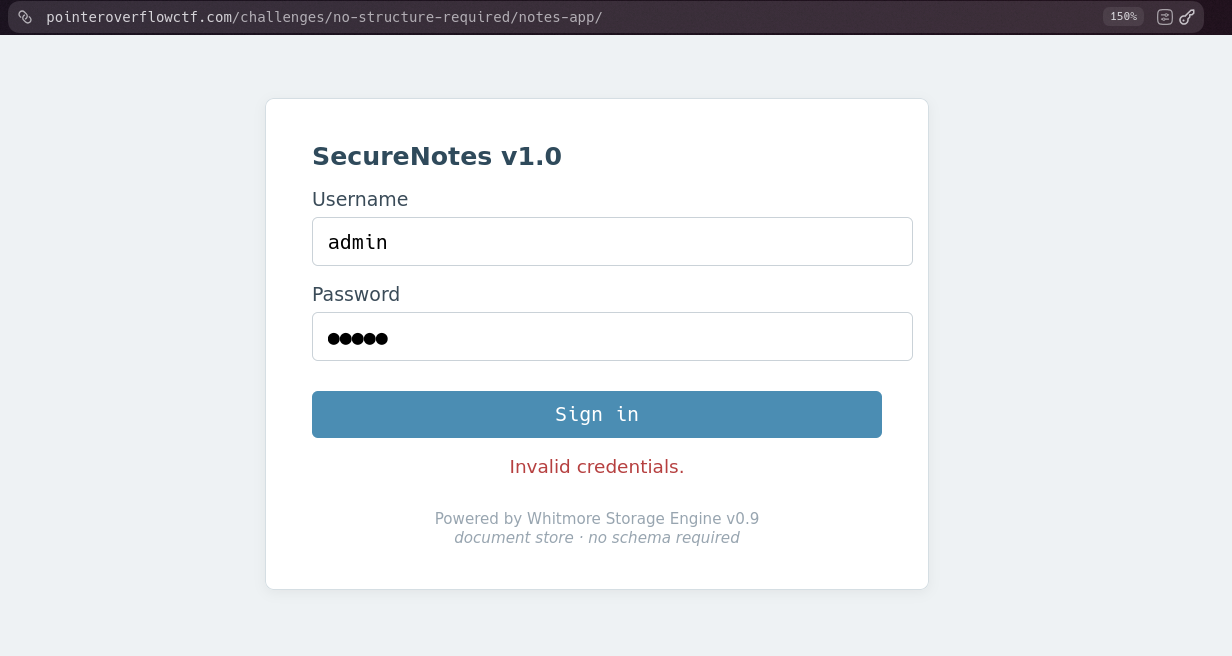 pointeroverflowctf.com/challenges/no-structure-required/notes-app/
150%
SecureNotes v1.0
Username
admin
Password
●●●●●
Sign in
Invalid credentials.
Powered by Whitmore Storage Engine v0.9
document store · no schema required